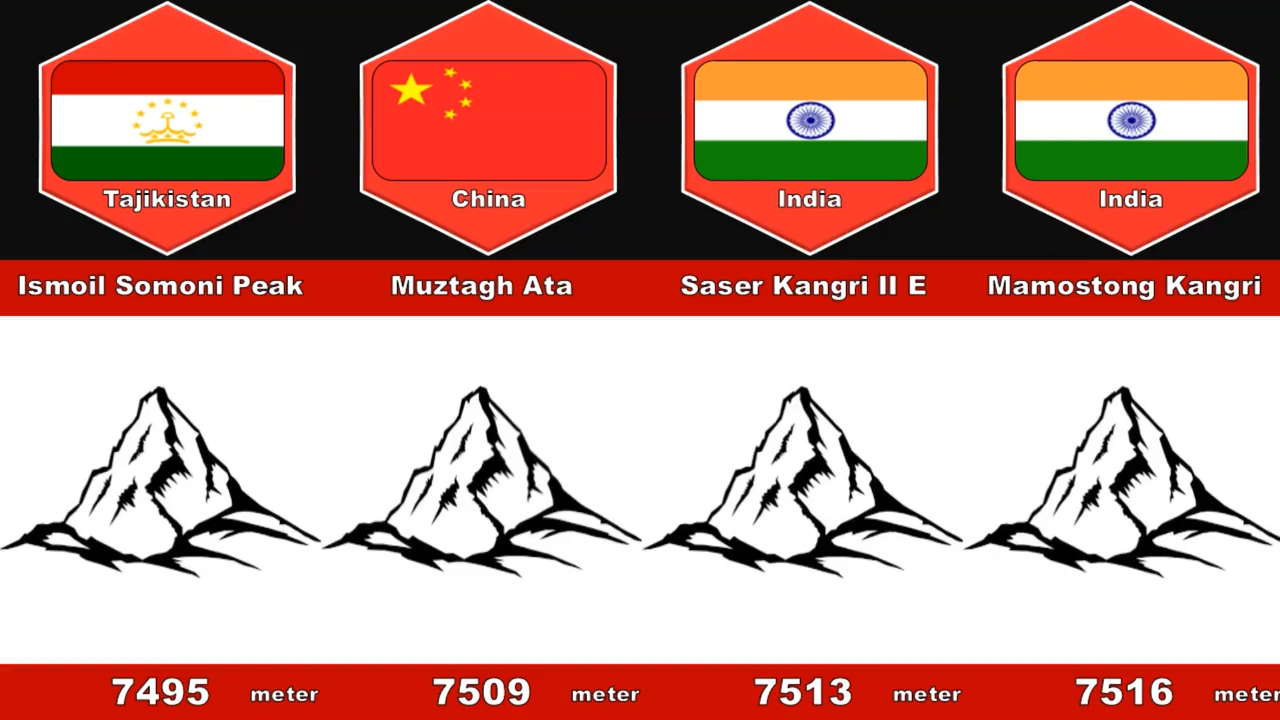 Tajikistan
China
India
India
Ismoil Somoni Peak
Muztagh Ata
Saser Kangri II E
Mamostong Kangri
7495 meter
7509 meter
7513 meter
7516 meter